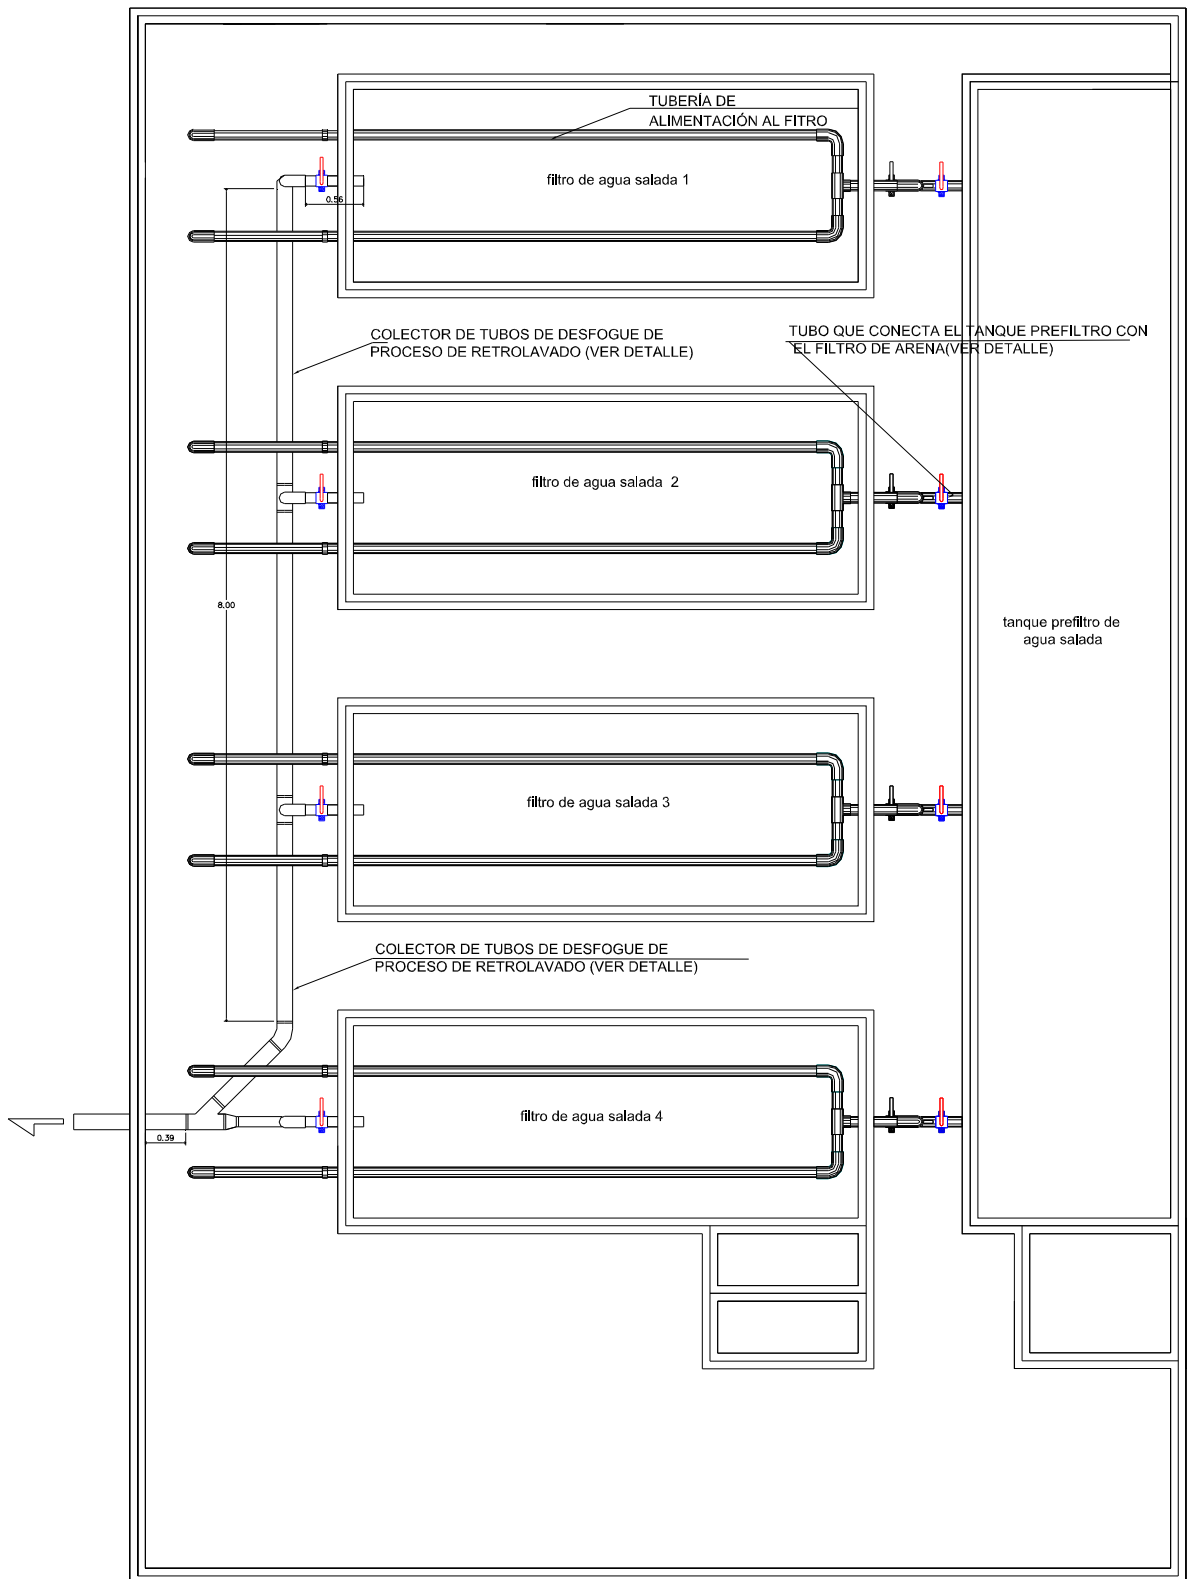 TUBERÍA DE
ALIMENTACIÓN AL FITRO
filtro de agua salada 1
0.56
COLECTOR DE TUBOS DE DESFOGUE DE
PROCESO DE RETROLAVADO (VER DETALLE)
TUBO QUE CONECTA EL TANQUE PREFILTRO CON
EL FILTRO DE ARENA(VER DETALLE)
filtro de agua salada 2
8.00
tanque prefiltro de
agua salada
filtro de agua salada 3
COLECTOR DE TUBOS DE DESFOGUE DE
PROCESO DE RETROLAVADO (VER DETALLE)
filtro de agua salada 4
0.39